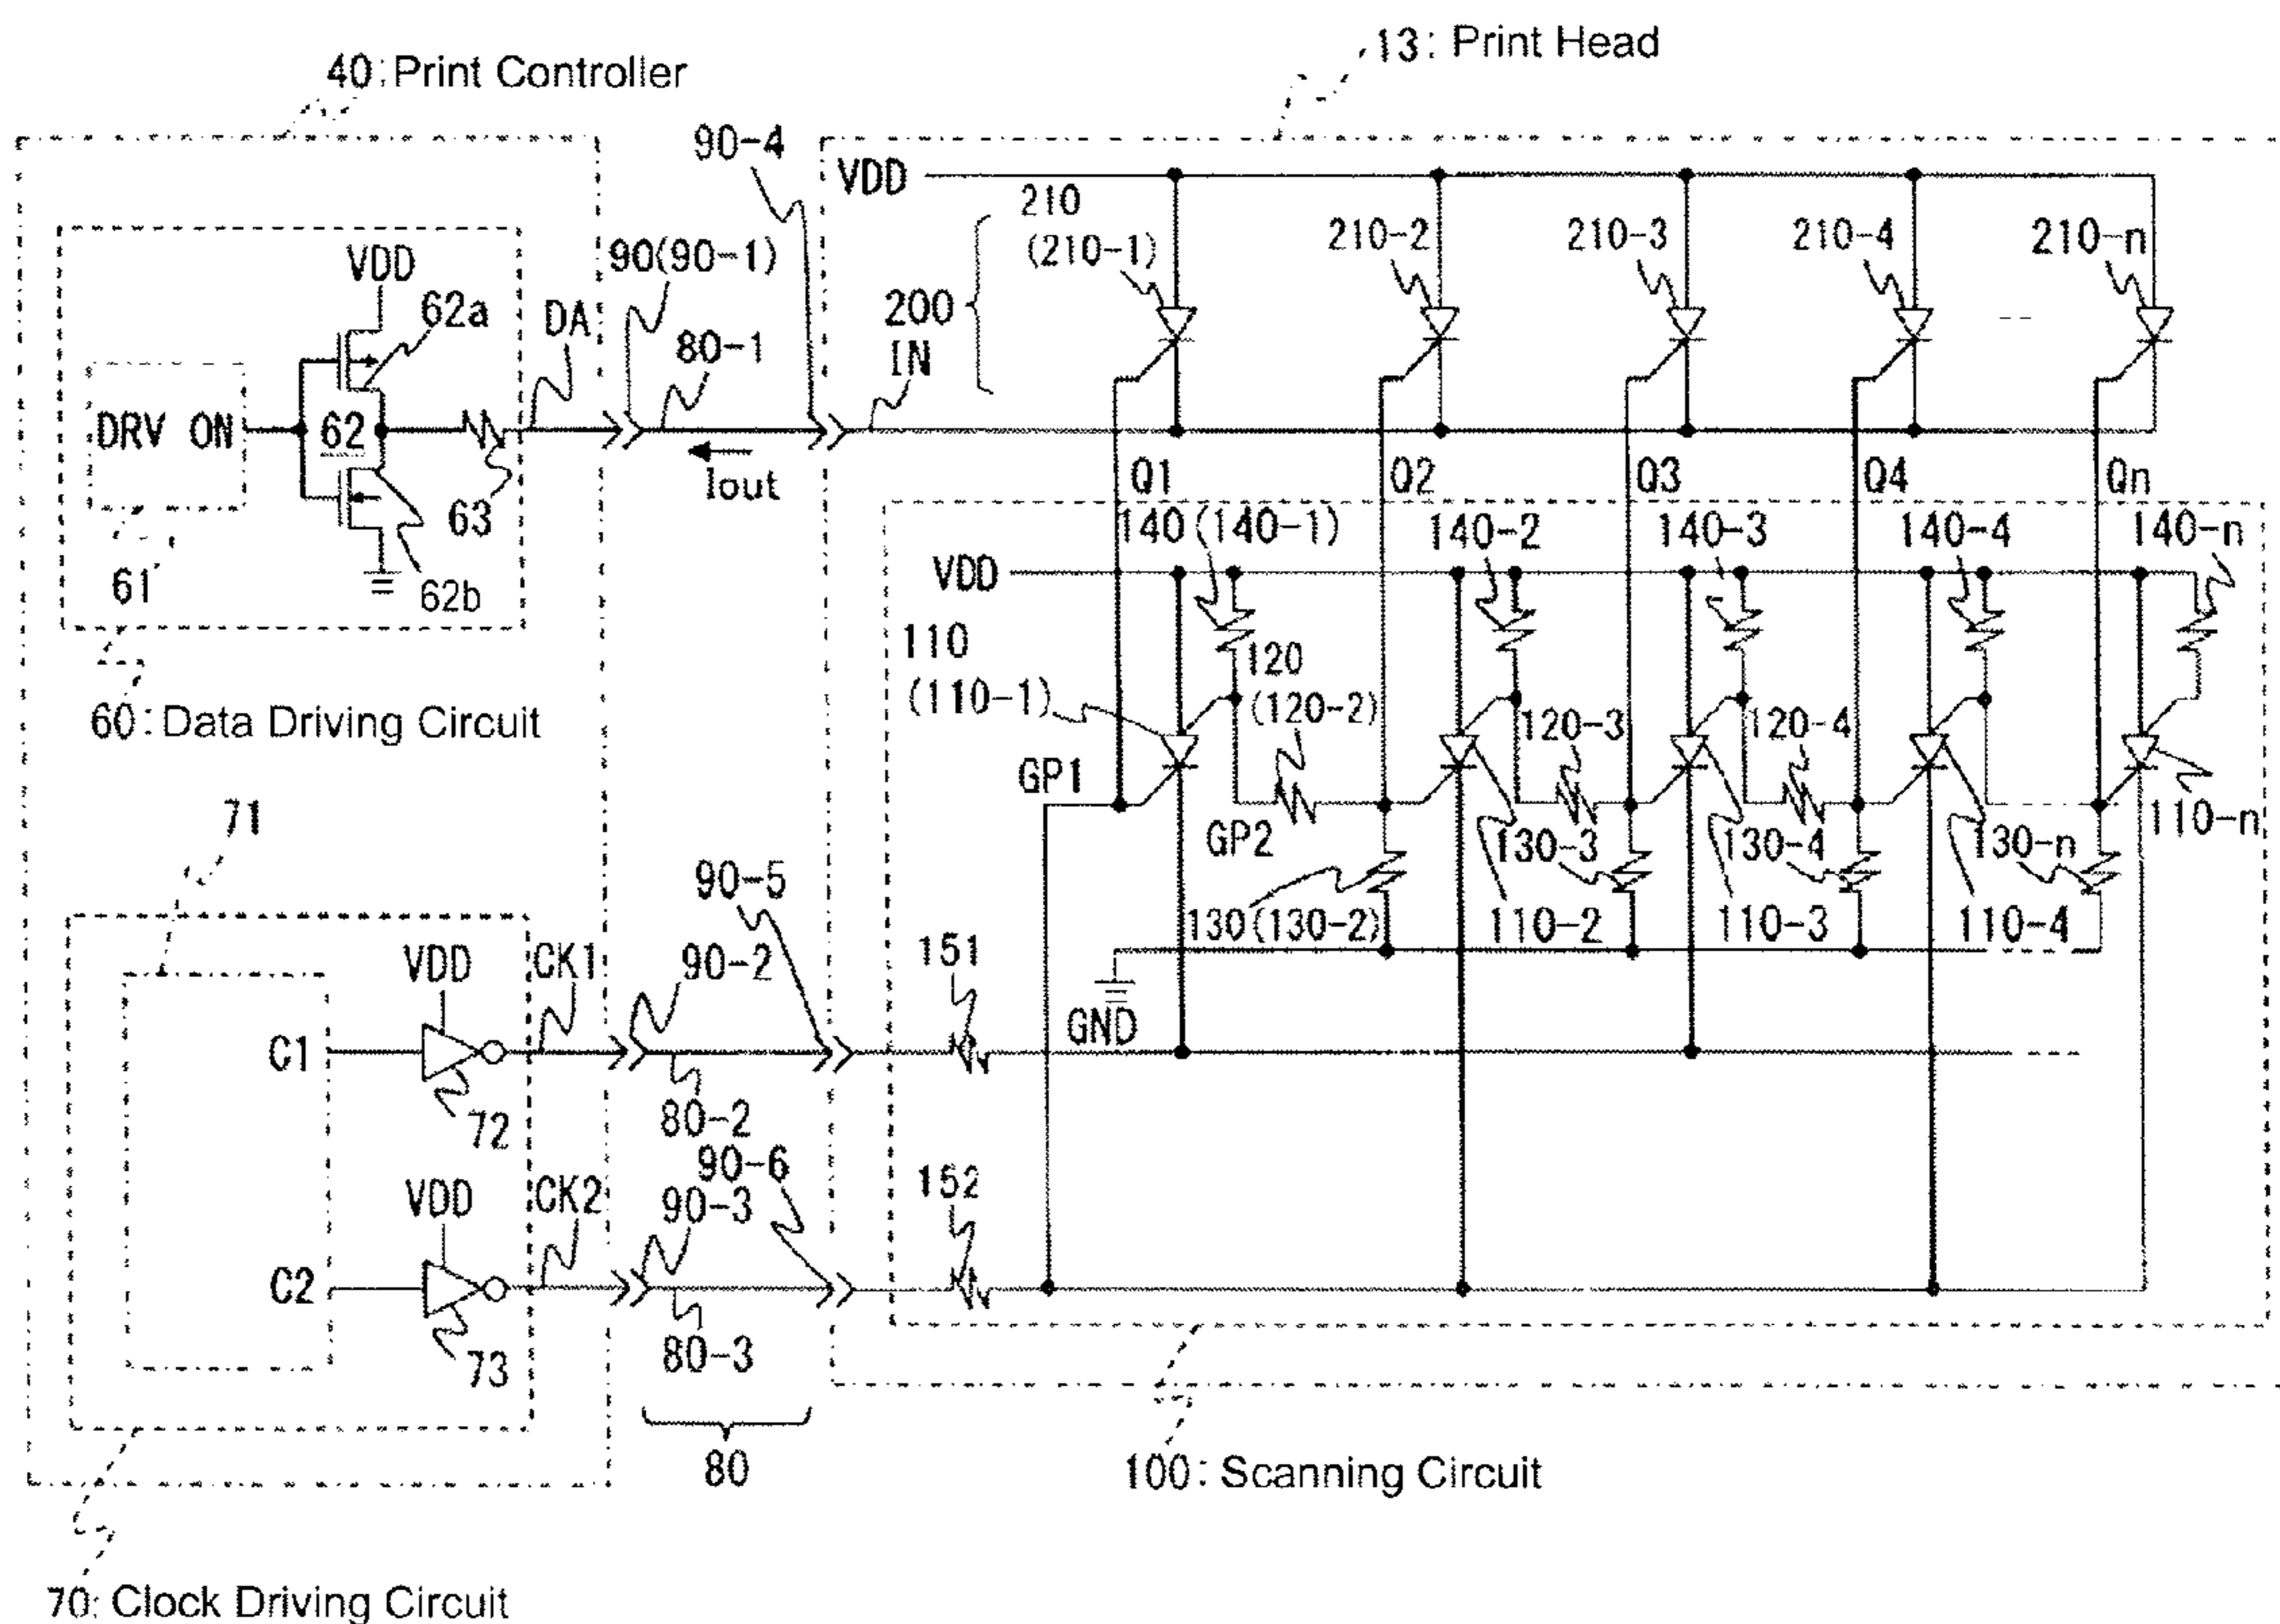 13: Print Head
40: Print Controller
90-4
VDD
210
(210-1)
210-2
210-3
210-4
210-n
VDD
62a
DA
90(90-1)
80-1
200
IN
DRV ON
62
63
Iout
Q1
Q2
Q3
Q4
Qn
61
62b
140(140-1)
140-2
140-3
140-4
140-n
VDD
110
(110-1)
120
(120-2)
120-3
120-4
60: Data Driving Circuit
GP1
GP2
130-3
130-4
130-n
110-n
71
90-5
130(130-2)
110-2
110-3
110-4
VDD
CK1
90-2
151
GND
C1
72
80-2
90-6
VDD
CK2
90-3
152
C2
73
80-3
80
100: Scanning Circuit
70: Clock Driving Circuit